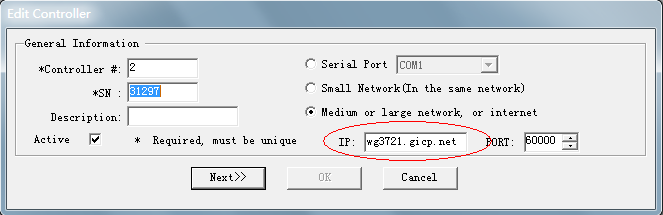 Edit Controller
General Information
*Controller #: 2
*SN : 31297
Description:
Active
* Required, must be unique
Serial Port COM1
Small Network(In the same network)
Medium or large network, or internet
IP: wg3721.gicp.net PORT: 60000
Next>> OK Cancel